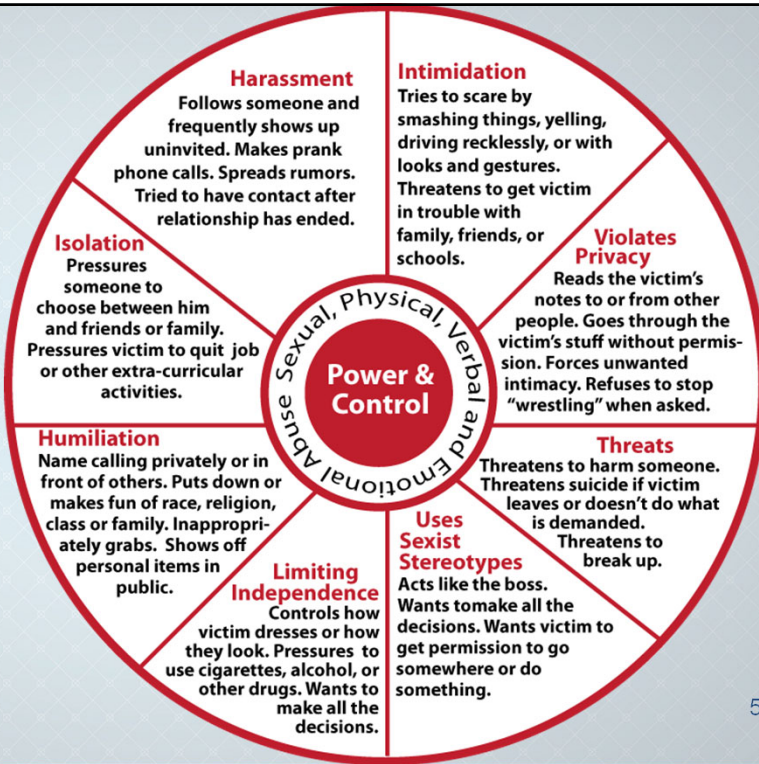 Harassment
Follows someone and
frequently shows up
uninvited. Makes prank
phone calls. Spreads rumors.
Tried to have contact after
relationship has ended.
Intimidation
Tries to scare by
smashing things, yelling,
driving recklessly, or with
looks and gestures.
Threatens to get victim
in trouble with
family, friends, or
schools.
Violates
Privacy
Reads the victim's
notes to or from other
people. Goes through the
victim's stuff without permis-
sion. Forces unwanted
intimacy. Refuses to stop
“wrestling” when asked.
Threats
Threatens to harm someone.
Threatens suicide if victim
leaves or doesn't do what
is demanded.
Threatens to
break up.
Uses
Sexist
Stereotypes
Acts like the boss.
Wants tomake all the
decisions. Wants victim to
get permission to go
somewhere or do
something.
Limiting
Independence
Controls how
victim dresses or how
they look. Pressures to
use cigarettes, alcohol, or
other drugs. Wants to
make all the
decisions.
Humiliation
Name calling privately or in
front of others. Puts down or
makes fun of race, religion,
class or family. Inappropri-
ately grabs. Shows off
personal items in
public.
Isolation
Pressures
someone to
choose between him
and friends or family.
Pressures victim to quit job
or other extra-curricular
activities.
Sexual, Physical, Verbal and Emotional Abuse
Power &
Control
5